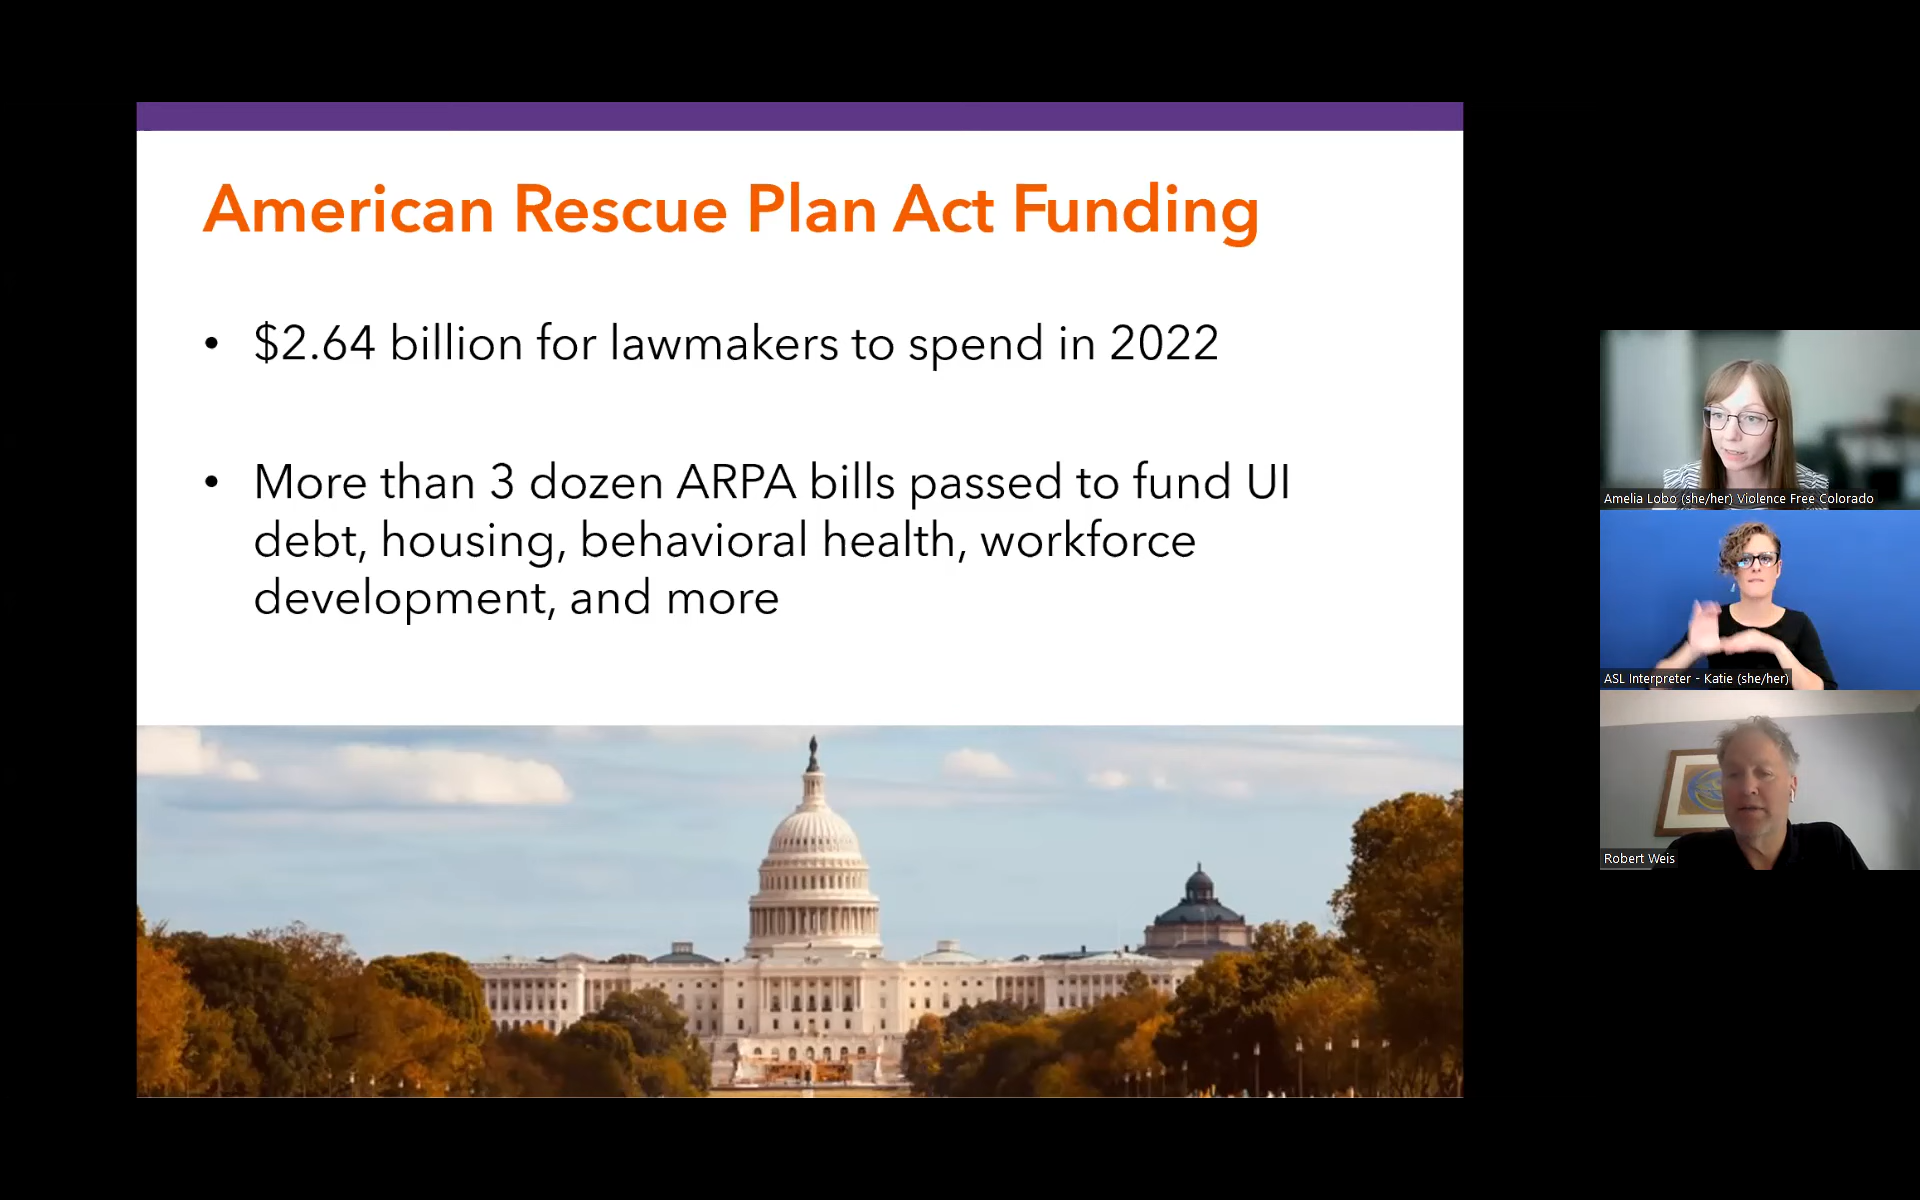 American Rescue Plan Act Funding
• $2.64 billion for lawmakers to spend in 2022
• More than 3 dozen ARPA bills passed to fund UI
debt, housing, behavioral health, workforce
development, and more
Amelia Lobo (she/her) Violence Free Colorado
ASL Interpreter - Katie (she/her)
Robert Weis